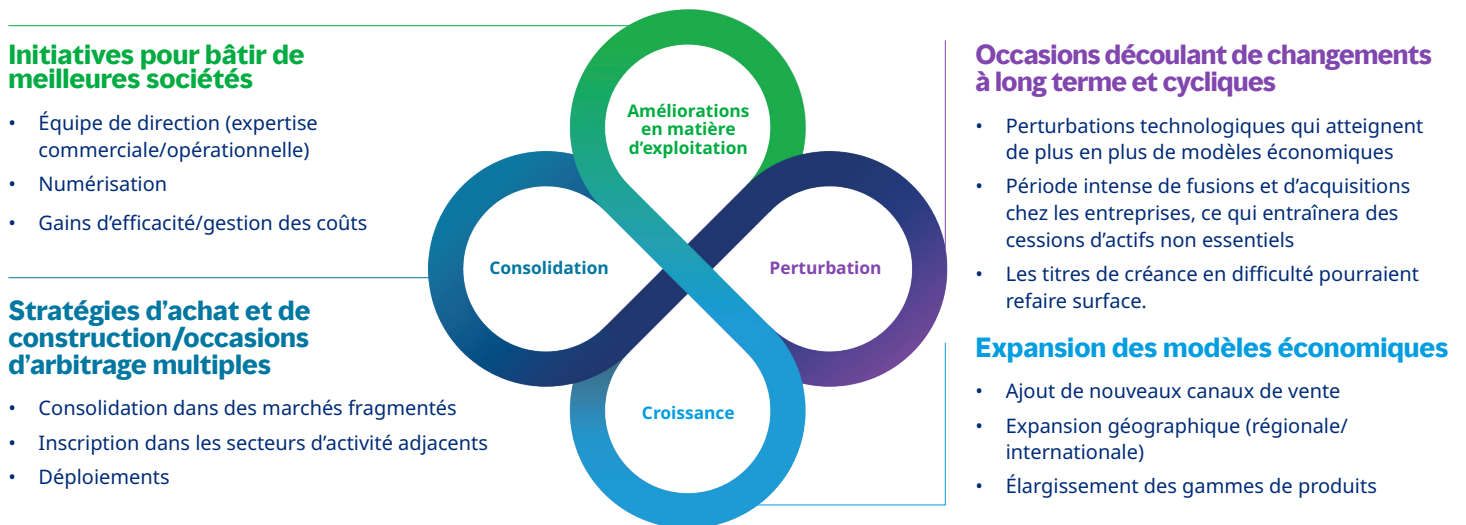 Initiatives pour bâtir de
meilleures sociétés
• Équipe de direction (expertise
commerciale/opérationnelle)
• Numérisation
• Gains d’efficacité/gestion des coûts
Stratégies d’achat et de
construction/occasions
d’arbitrage multiples
• Consolidation dans des marchés fragmentés
• Inscription dans les secteurs d’activité adjacents
• Déploiements
Améliorations
en matière
d’exploitation
Consolidation
Perturbation
Croissance
Occasions découlant de changements
à long terme et cycliques
• Perturbations technologiques qui atteignent
de plus en plus de modèles économiques
• Période intense de fusions et d’acquisitions
chez les entreprises, ce qui entraînera des
cessions d’actifs non essentiels
• Les titres de créance en difficulté pourraient
refaire surface.
Expansion des modèles économiques
• Ajout de nouveaux canaux de vente
• Expansion géographique (régionale/
internationale)
• Élargissement des gammes de produits